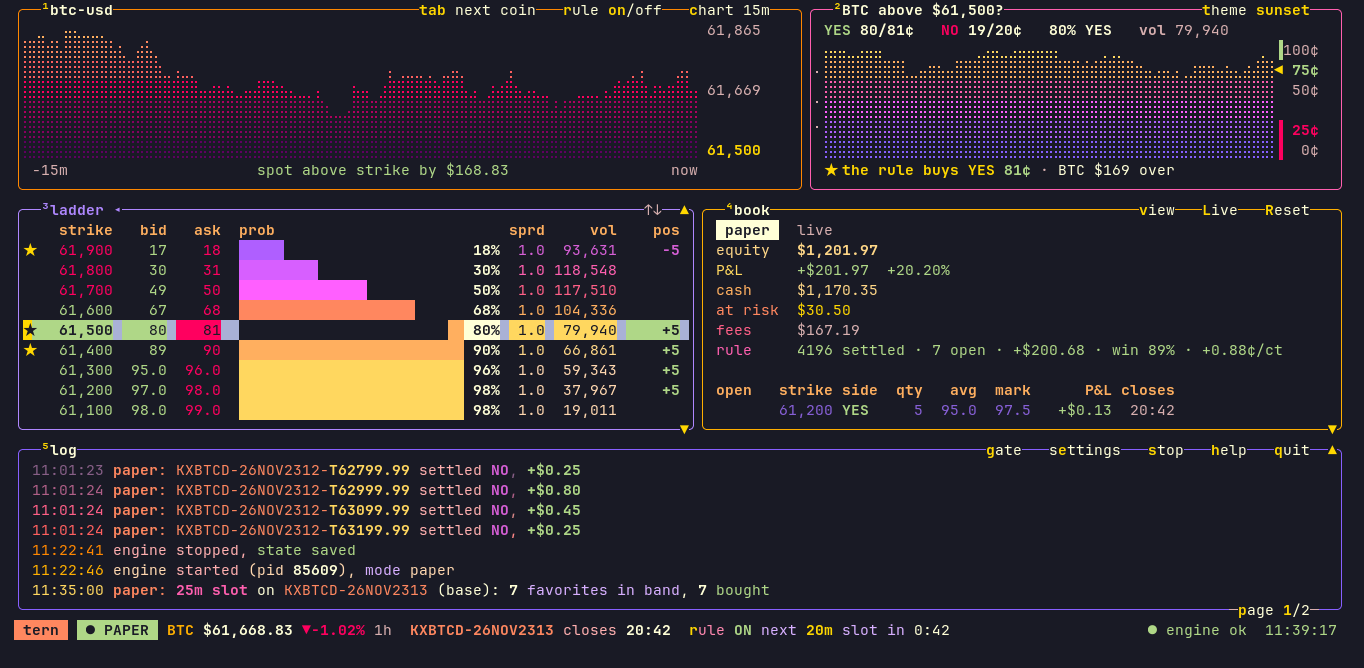 ¹btc-usd tab next coin rule on/off chart 15m
61,865
61,669
61,500
-15m spot above strike by $168.83 now
²BTC above $61,500? theme sunset
YES 80/81¢ NO 19/20¢ 80% YES vol 79,940
100¢
◄ 75¢
50¢
25¢
0¢
★ the rule buys YES 81¢ · BTC $169 over
³ladder ◂ ↑↓ ▲
strike bid ask prob sprd vol pos
★ 61,900 17 18 18% 1.0 93,631 -5
61,800 30 31 30% 1.0 118,548
61,700 49 50 50% 1.0 117,510
61,600 67 68 68% 1.0 104,336
★ 61,500 80 81 80% 1.0 79,940 +5
★ 61,400 89 90 90% 1.0 66,861 +5
61,300 95.0 96.0 96% 1.0 59,343 +5
61,200 97.0 98.0 98% 1.0 37,967 +5
61,100 98.0 99.0 98% 1.0 19,011
▼
⁴book view Live Reset
paper live
equity $1,201.97
P&L +$201.97 +20.20%
cash $1,170.35
at risk $30.50
fees $167.19
rule 4196 settled · 7 open · +$200.68 · win 89% · +0.88¢/ct
open strike side qty avg mark P&L closes
61,200 YES 5 95.0 97.5 +$0.13 20:42
▼
⁵log gate settings stop help quit ▲
11:01:23 paper: KXBTCD-26NOV2312-T62799.99 settled NO, +$0.25
11:01:24 paper: KXBTCD-26NOV2312-T62999.99 settled NO, +$0.80
11:01:24 paper: KXBTCD-26NOV2312-T63099.99 settled NO, +$0.45
11:01:24 paper: KXBTCD-26NOV2312-T63199.99 settled NO, +$0.25
11:22:41 engine stopped, state saved
11:22:46 engine started (pid 85609), mode paper
11:35:00 paper: 25m slot on KXBTCD-26NOV2313 (base): 7 favorites in band, 7 bought
page 1/2
tern ● PAPER BTC $61,668.83 ▼-1.02% 1h KXBTCD-26NOV2313 closes 20:42 rule ON next 20m slot in 0:42 ● engine ok 11:39:17